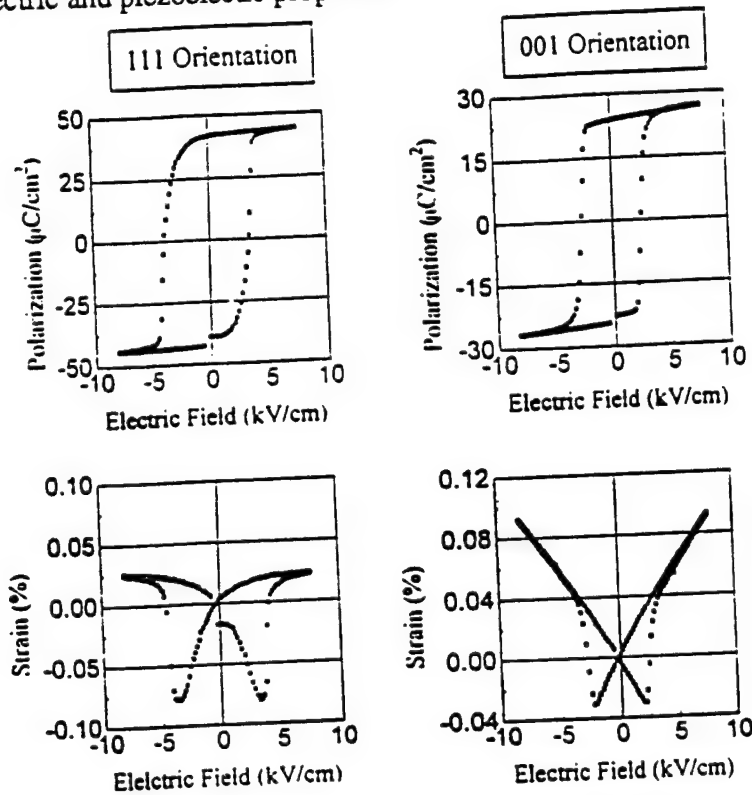 ectric and piezoelectric prop
111 Orientation
001 Orientation
50
25
0
-25
-50
Polarization (μC/cm²)
-10 -5 0 5 10
Electric Field (kV/cm)
30
15
0
-15
-30
Polarization (μC/cm²)
-10 -5 0 5 10
Electric Field (kV/cm)
0.10
0.05
0.00
-0.05
-0.10
Strain (%)
-10 -5 0 5 10
Elelctric Field (kV/cm)
0.12
0.08
0.04
0.00
-0.04
Strain (%)
-10 -5 0 5 10
Electric Field (kV/cm)